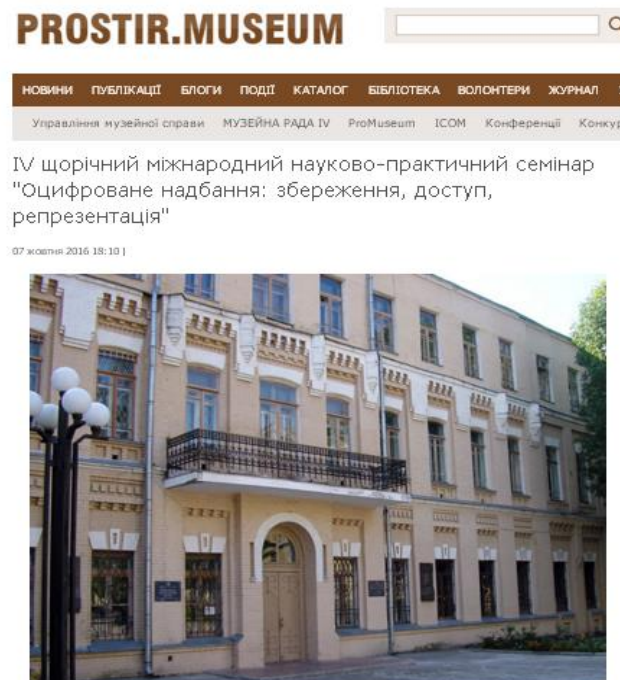 PROSTIR.MUSEUM
НОВИНИ ПУБЛІКАЦІЇ БЛОГИ ПОДІЇ КАТАЛОГ БІБЛІОТЕКА ВОЛОНТЕРИ ЖУРНАЛ
Управління музейної справи МУЗЕЙНА РАДА IV ProMuseum ICOM Конференції Конкур
IV щорічний міжнародний науково-практичний семінар
"Оцифроване надбання: збереження, доступ,
репрезентація"
07 жовтня 2016 18:10 |